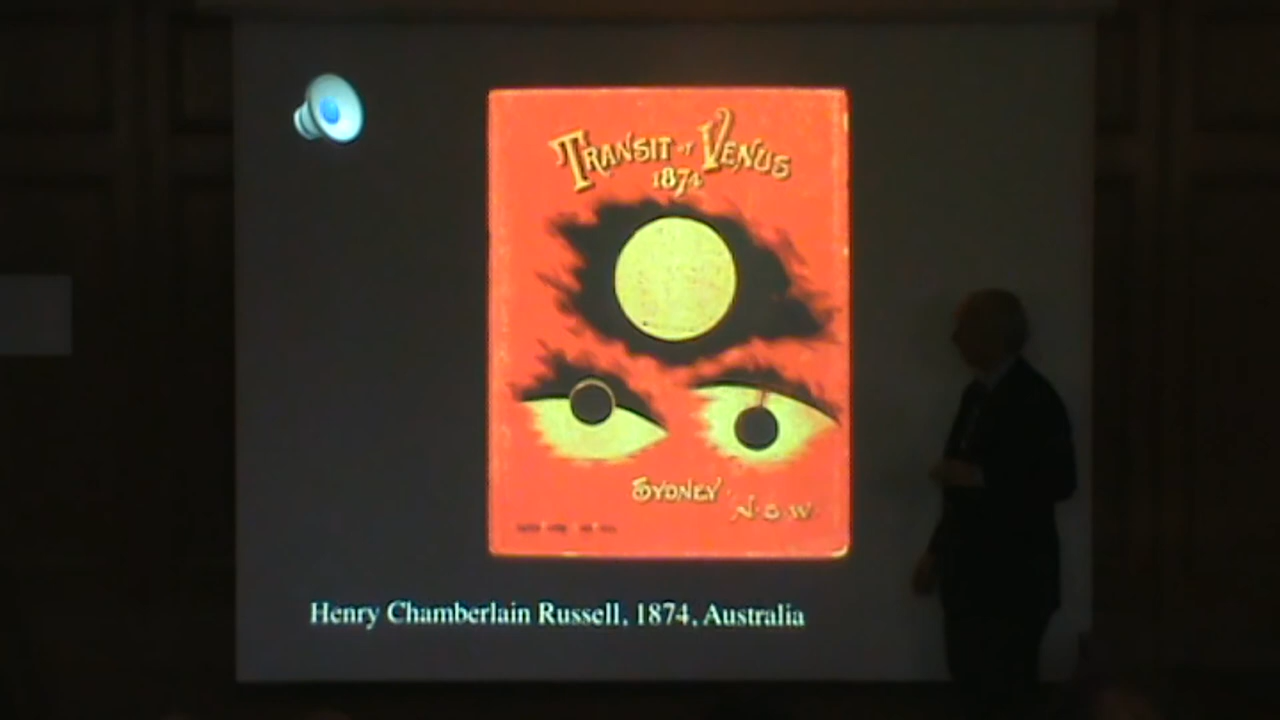 TRANSIT OF VENUS
1874
SYDNEY
N.S.W.
Henry Chamberlain Russell, 1874, Australia